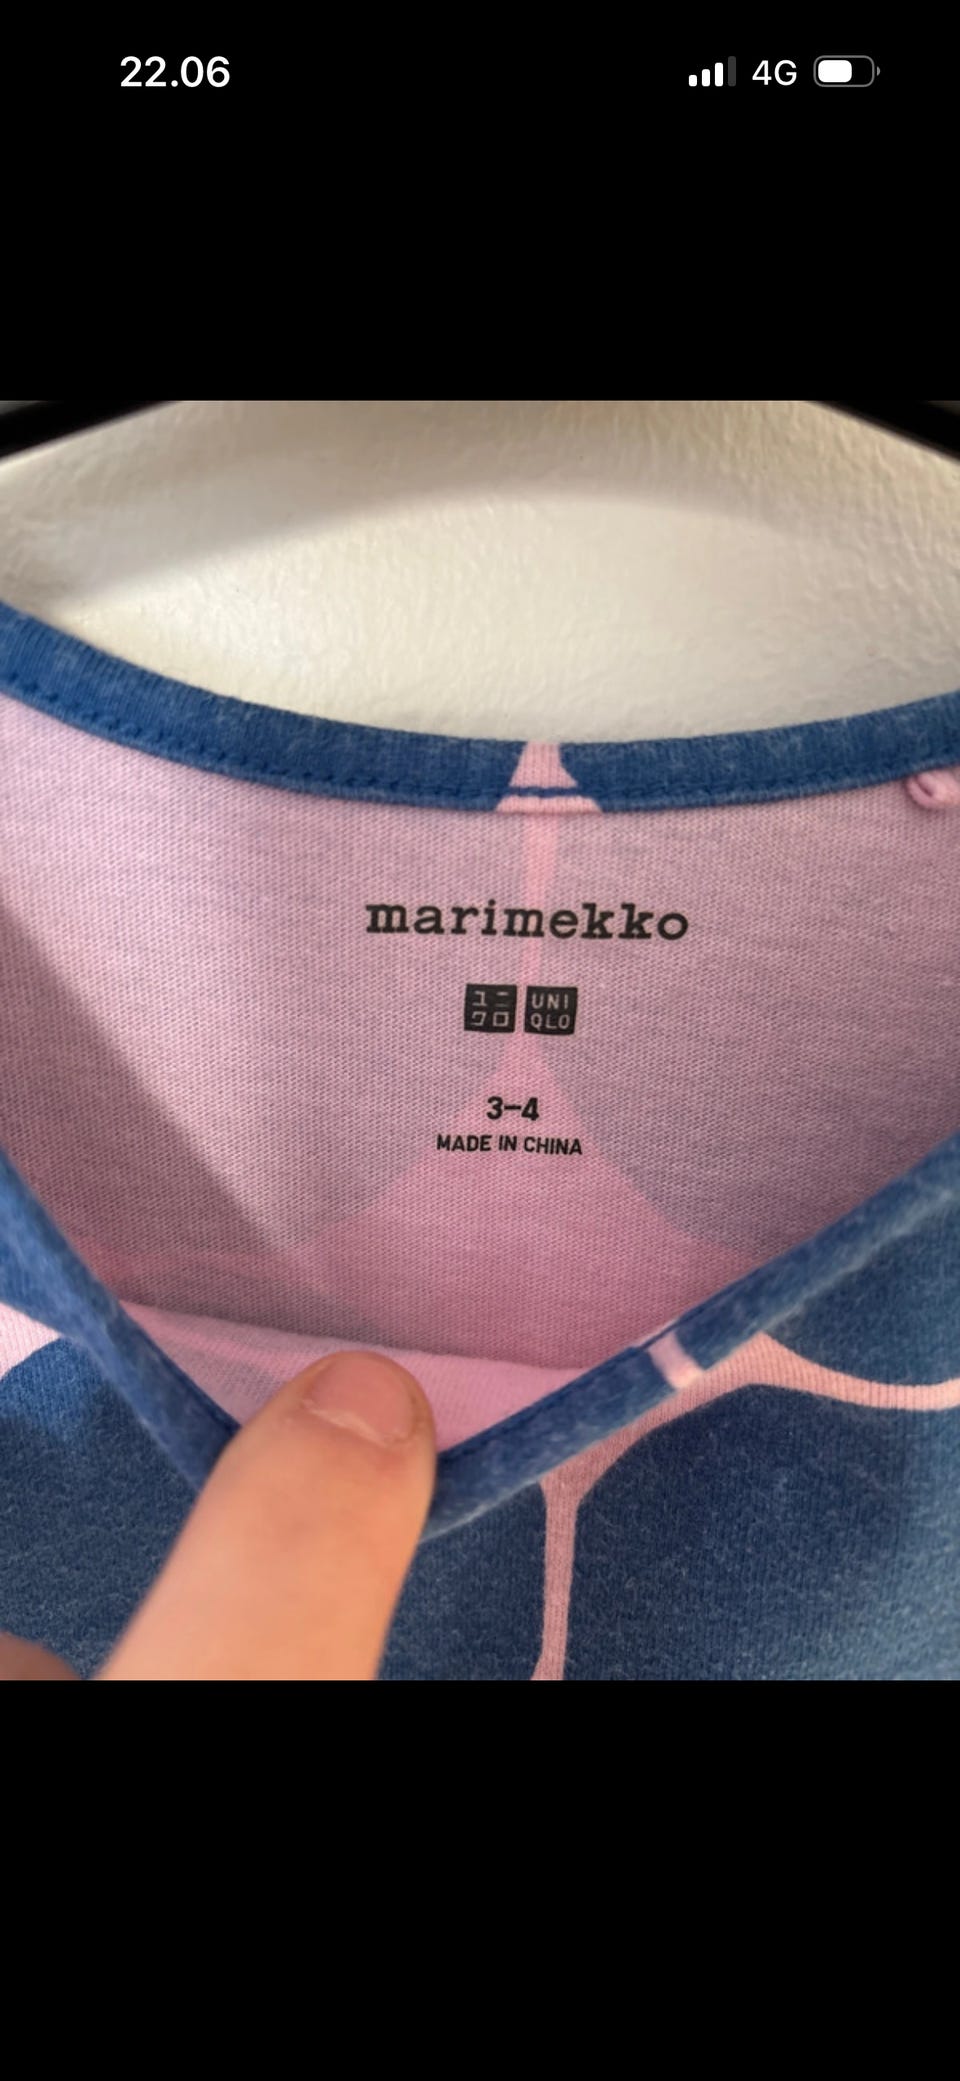 22.06 4G
marimekko
ユニ UNI
クロ QLO
3-4
MADE IN CHINA